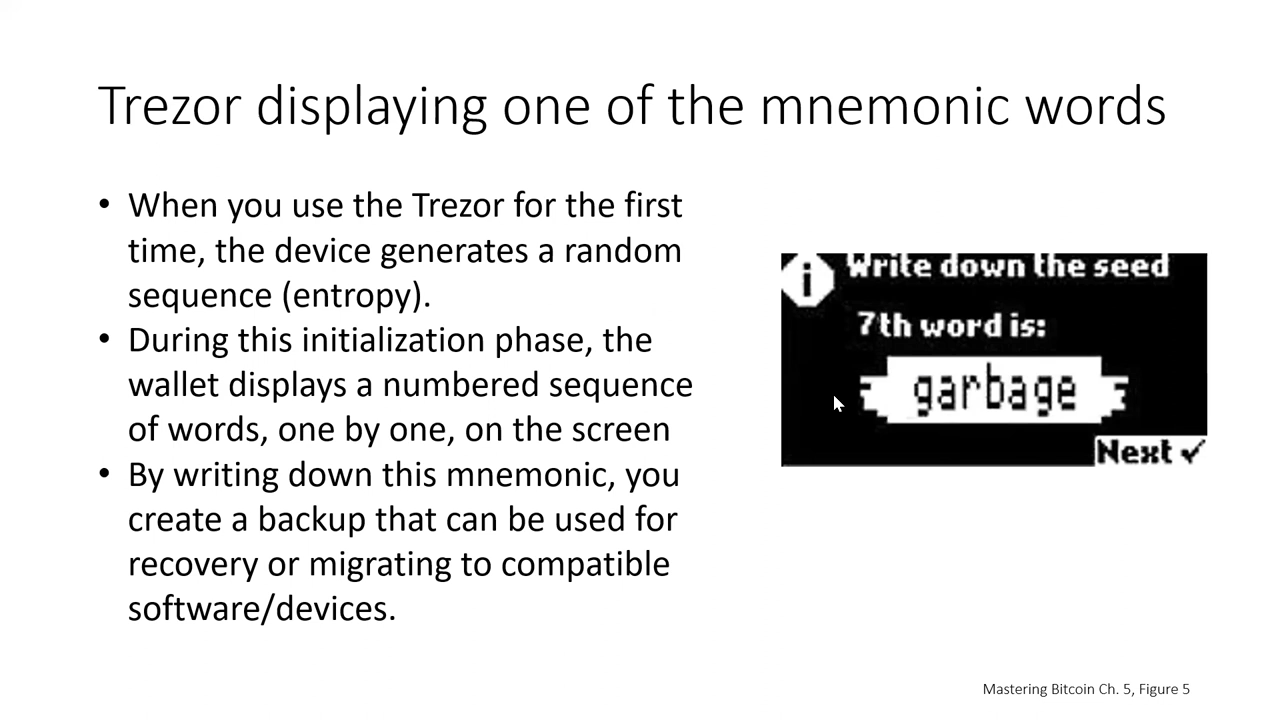 Trezor displaying one of the mnemonic words
• When you use the Trezor for the first
time, the device generates a random
sequence (entropy).
• During this initialization phase, the
wallet displays a numbered sequence
of words, one by one, on the screen
• By writing down this mnemonic, you
create a backup that can be used for
recovery or migrating to compatible
software/devices.
i Write down the seed
7th word is:
garbage
Next ✓
Mastering Bitcoin Ch. 5, Figure 5